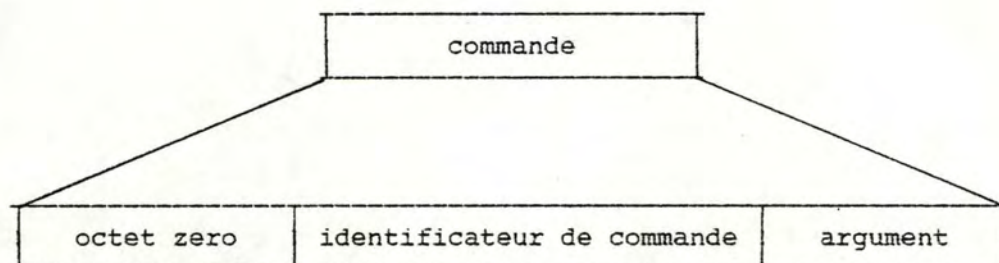 commande
octet zero identificateur de commande argument